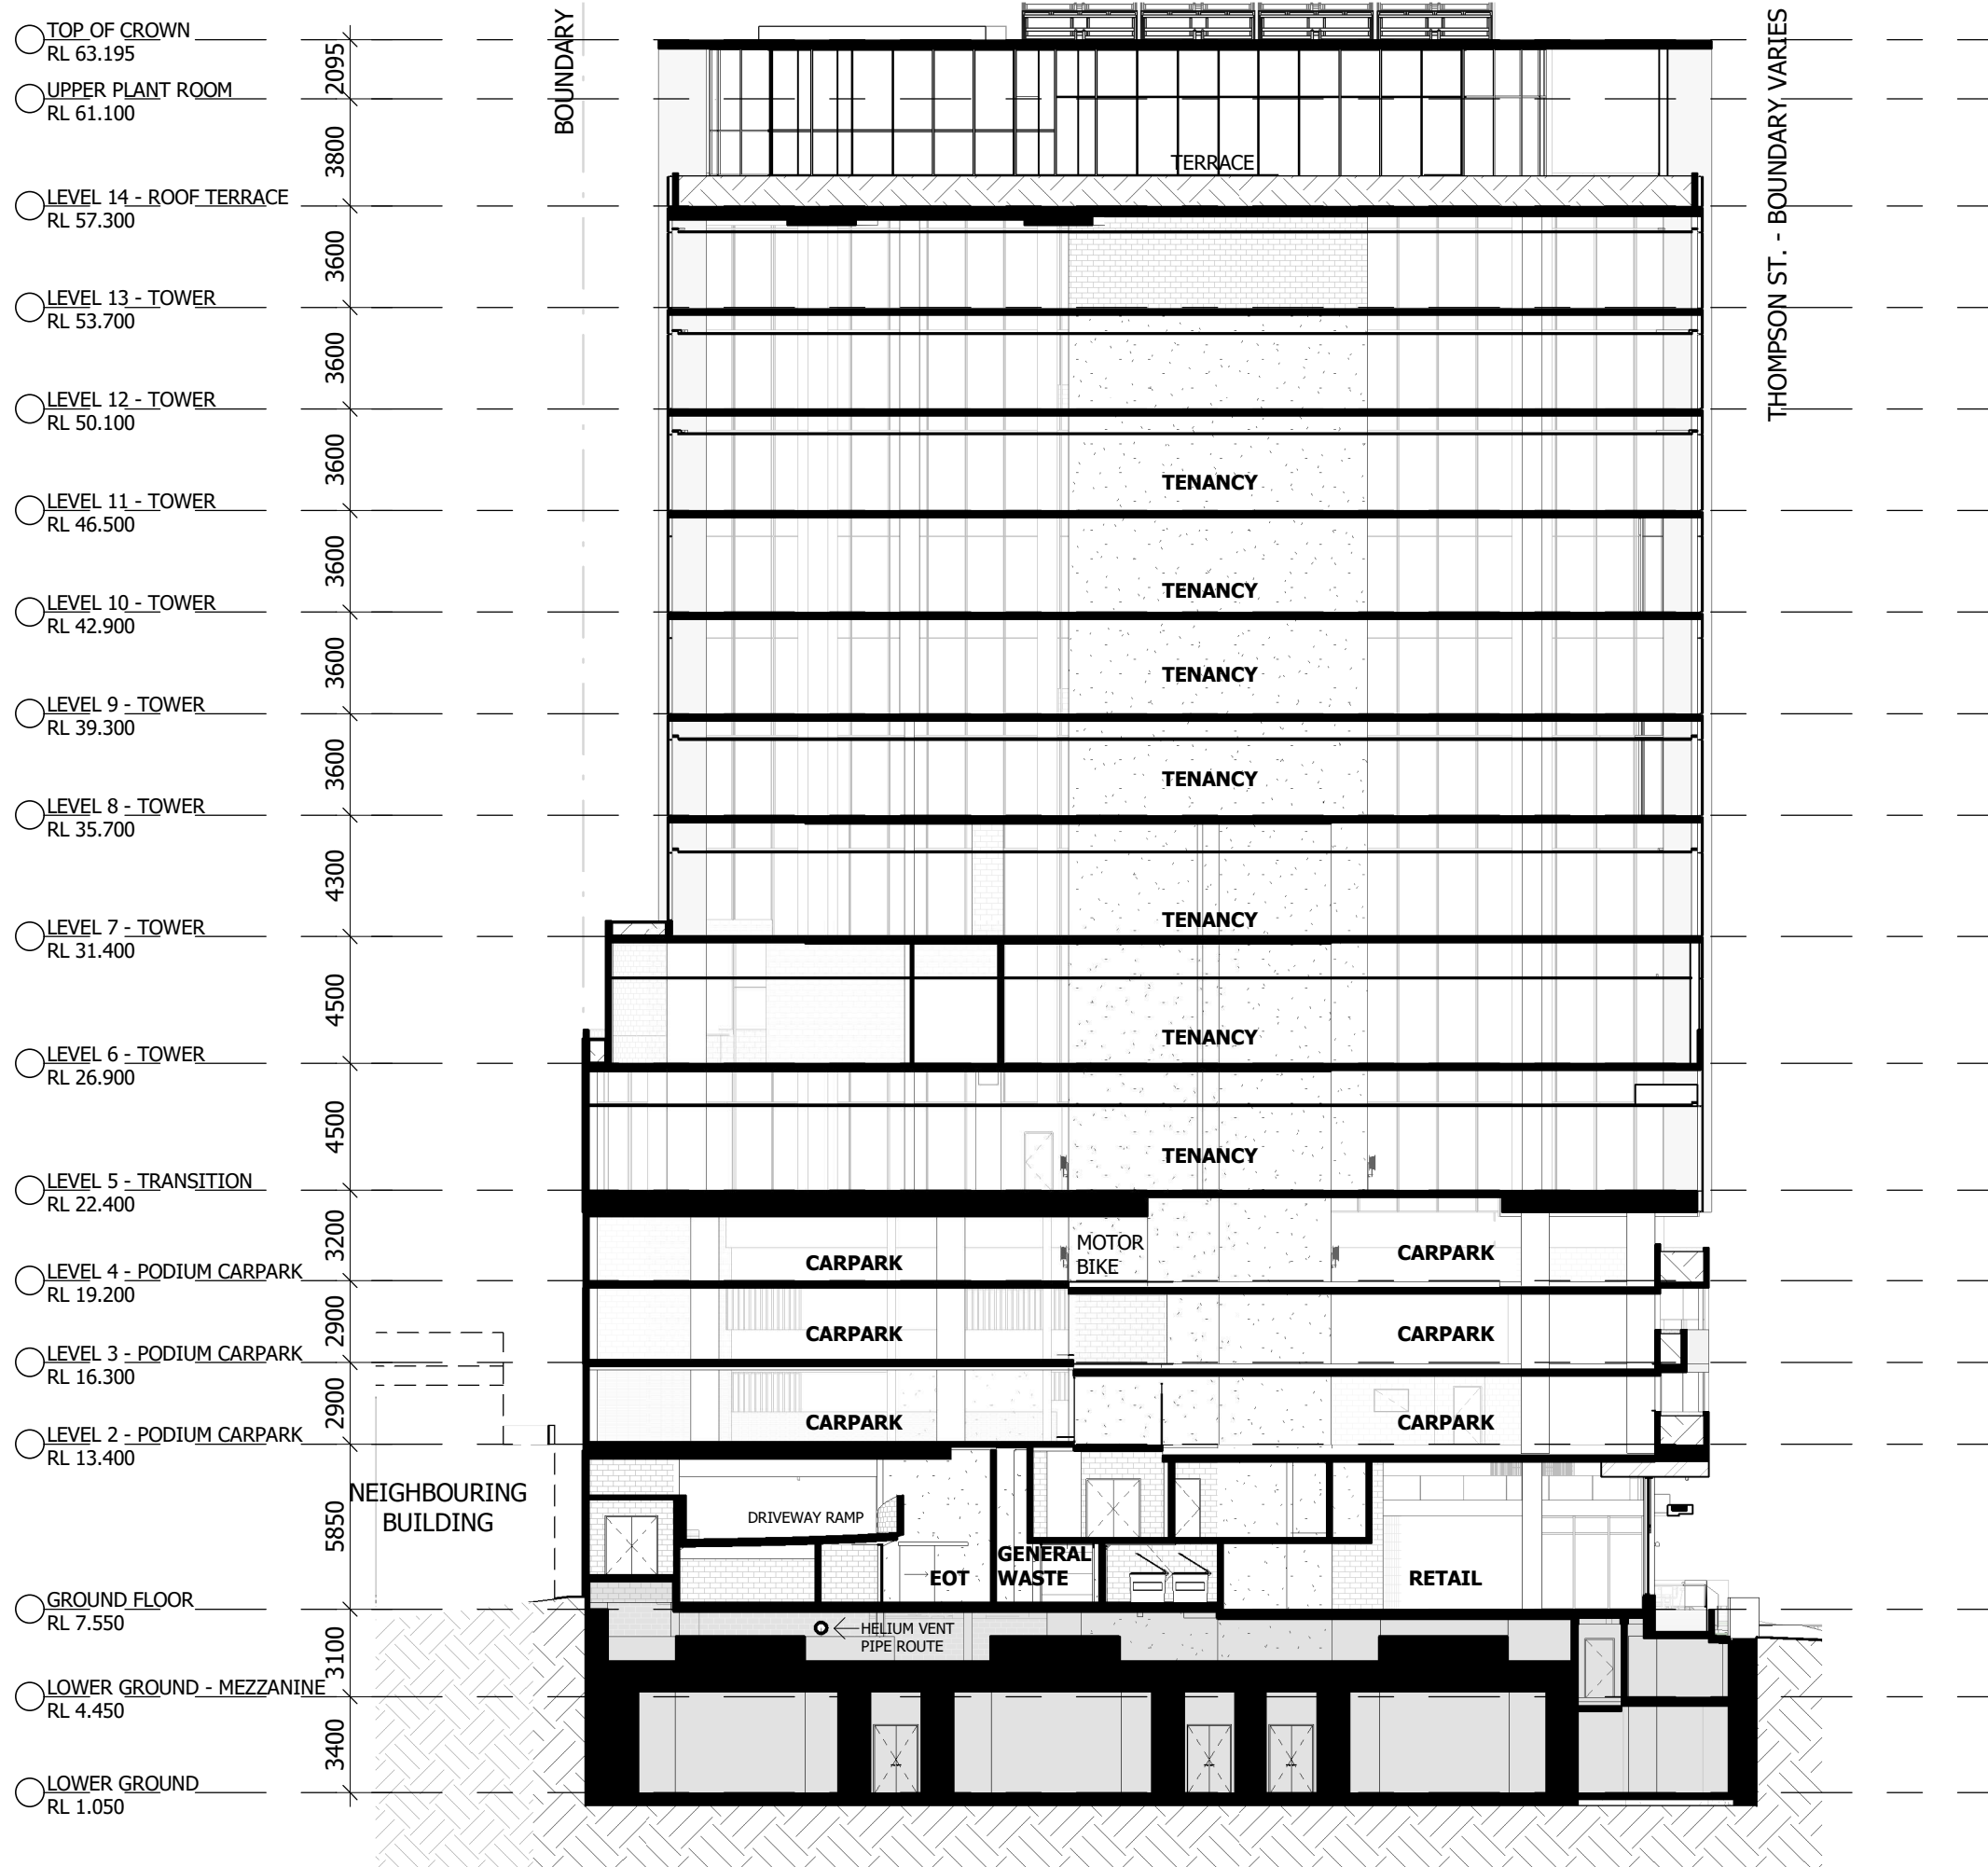 TOP OF CROWN
RL 63.195
UPPER PLANT ROOM
RL 61.100
LEVEL 14 - ROOF TERRACE
RL 57.300
LEVEL 13 - TOWER
RL 53.700
LEVEL 12 - TOWER
RL 50.100
LEVEL 11 - TOWER
RL 46.500
LEVEL 10 - TOWER
RL 42.900
LEVEL 9 - TOWER
RL 39.300
LEVEL 8 - TOWER
RL 35.700
LEVEL 7 - TOWER
RL 31.400
LEVEL 6 - TOWER
RL 26.900
LEVEL 5 - TRANSITION
RL 22.400
LEVEL 4 - PODIUM CARPARK
RL 19.200
LEVEL 3 - PODIUM CARPARK
RL 16.300
LEVEL 2 - PODIUM CARPARK
RL 13.400
GROUND FLOOR
RL 7.550
LOWER GROUND - MEZZANINE
RL 4.450
LOWER GROUND
RL 1.050
2095
3800
3600
3600
3600
3600
3600
3600
4300
4500
4500
3200
2900
2900
5850
3100
3400
BOUNDARY
THOMPSON ST. - BOUNDARY VARIES
TERRACE
TENANCY
TENANCY
TENANCY
TENANCY
TENANCY
TENANCY
TENANCY
CARPARK
MOTOR
BIKE
CARPARK
CARPARK
CARPARK
CARPARK
CARPARK
NEIGHBOURING
BUILDING
DRIVEWAY RAMP
EOT
GENERAL
WASTE
RETAIL
HELIUM VENT
PIPE ROUTE